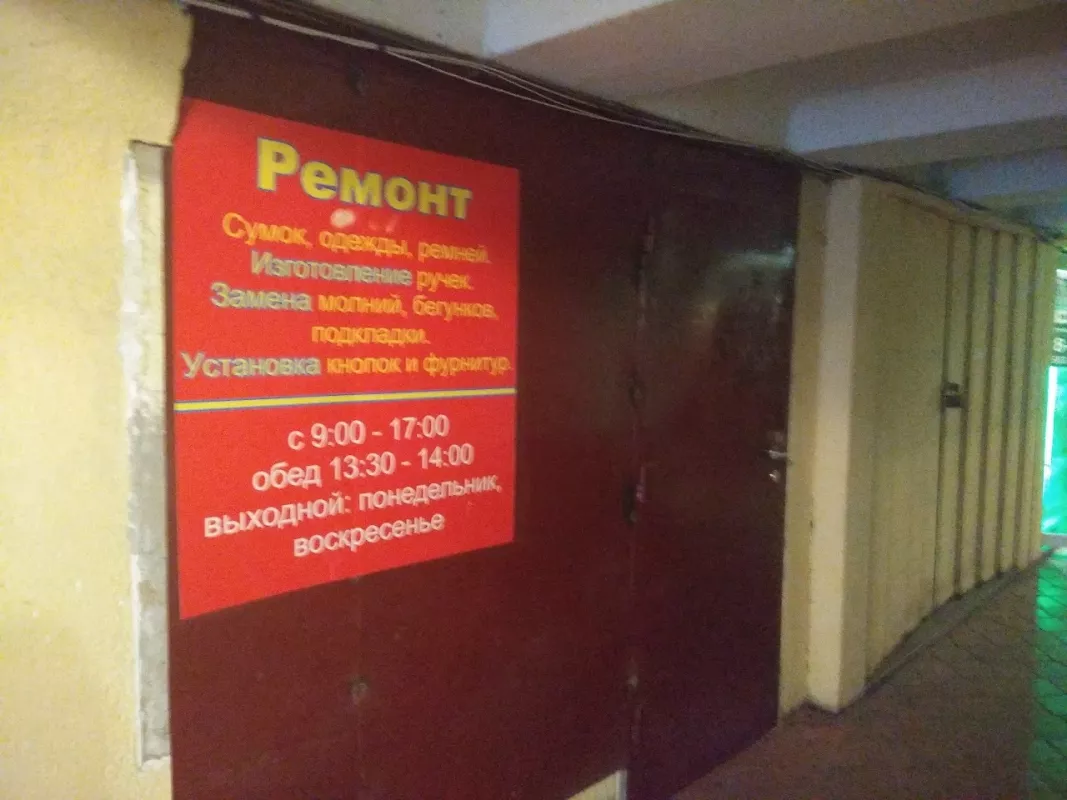 Ремонт
Сумок, одежды, ремней.
Изготовление ручек.
Замена молний, бегунков,
подкладки.
Установка кнопок и фурнитур.
с 9:00 - 17:00
обед 13:30 - 14:00
выходной: понедельник,
воскресенье